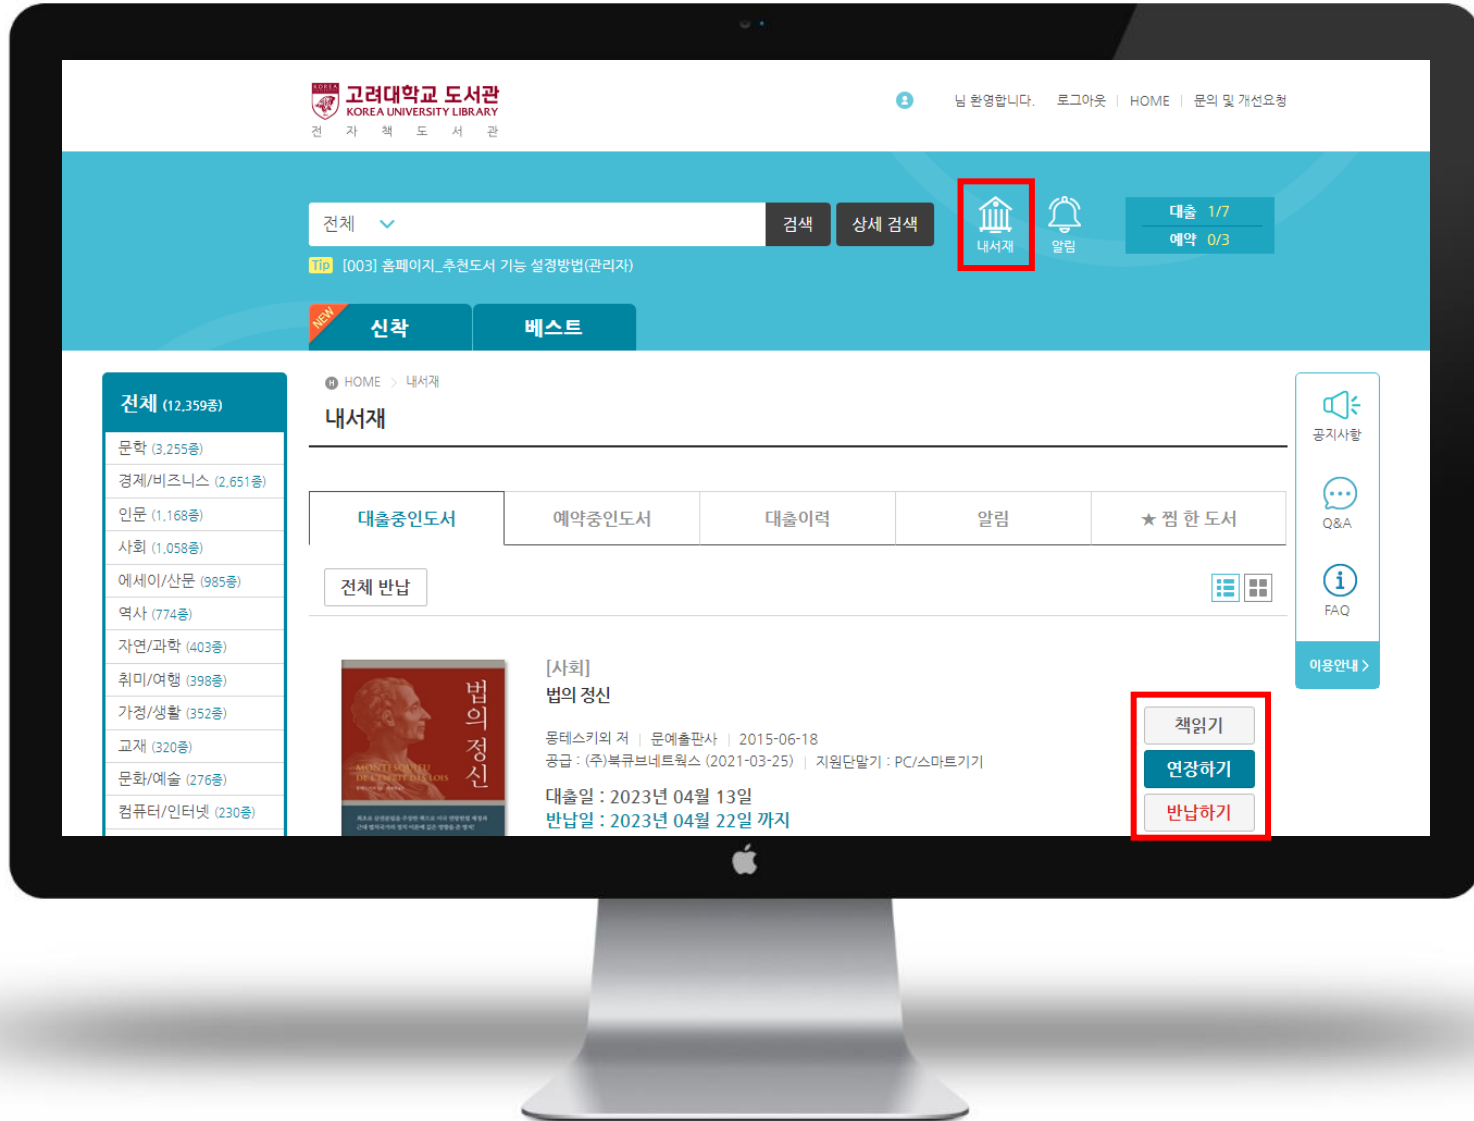 KOREA
고려대학교 도서관
KOREA UNIVERSITY LIBRARY
전 자 책 도 서 관
님 환영합니다. 로그아웃 | HOME | 문의 및 개선요청
전체 검색 상세 검색
내서재 알림
대출 1/7
예약 0/3
Tip [003] 홈페이지_추천도서 기능 설정방법(관리자)
NEW 신착 베스트
H HOME > 내서재
내서재
전체 (12,359종)
문학 (3,255종)
경제/비즈니스 (2,651종)
인문 (1,168종)
사회 (1,058종)
에세이/산문 (985종)
역사 (774종)
자연/과학 (403종)
취미/여행 (398종)
가정/생활 (352종)
교재 (320종)
문화/예술 (276종)
컴퓨터/인터넷 (230종)
대출중인도서 예약중인도서 대출이력 알림 ★ 찜 한 도서
전체 반납
법의 정신
MONTESQUIEU
DE L'ESPRIT DES LOIS
[사회]
법의 정신
몽테스키외 저 | 문예출판사 | 2015-06-18
공급 : (주)북큐브네트웍스 (2021-03-25) | 지원단말기 : PC/스마트기기
대출일 : 2023년 04월 13일
반납일 : 2023년 04월 22일 까지
책읽기
연장하기
반납하기
공지사항
Q&A
FAQ
이용안내 >